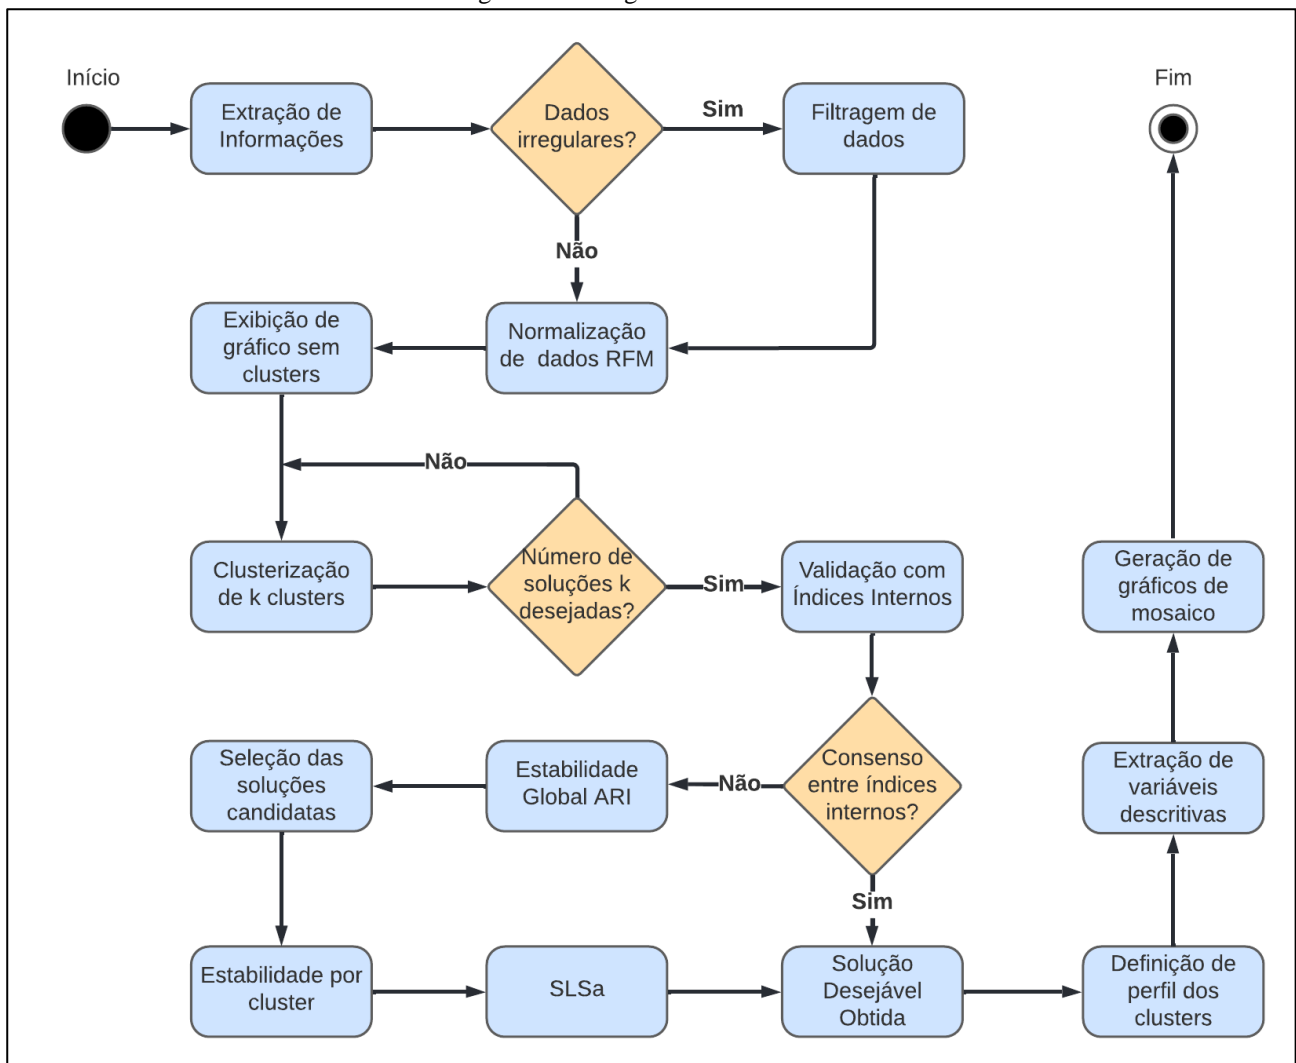 Início
Extração de
Informações
Dados
irregulares?
Sim
Filtragem de
dados
Fim
Não
Exibição de
gráfico sem
clusters
Normalização
de dados RFM
Não
Clusterização
de k clusters
Número de
soluções k
desejadas?
Sim
Validação com
Índices Internos
Geração de
gráficos de
mosaico
Seleção das
soluções
candidatas
Estabilidade
Global ARI
Não
Consenso
entre índices
internos?
Extração de
variáveis
descritivas
Sim
Estabilidade por
cluster
SLSa
Solução
Desejável
Obtida
Definição de
perfil dos
clusters